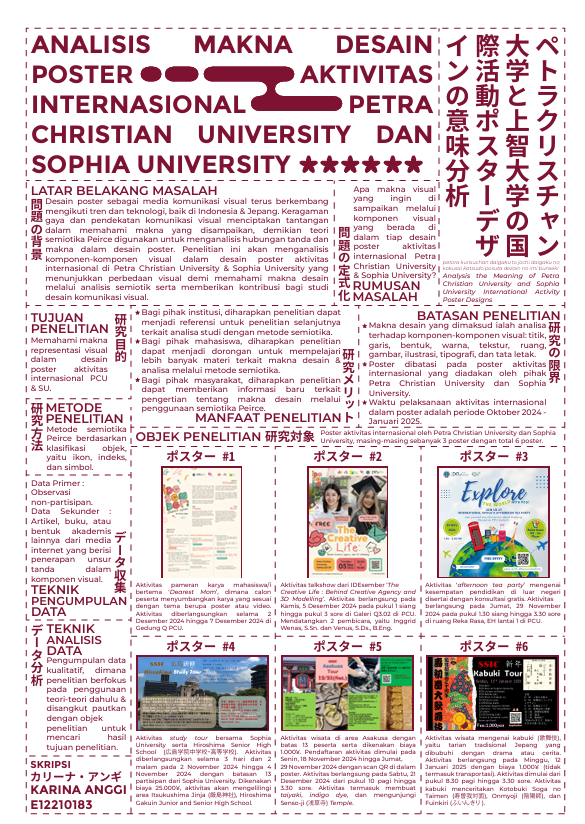 ANALISIS MAKNA DESAIN
POSTER AKTIVITAS
INTERNASIONAL PETRA
CHRISTIAN UNIVERSITY DAN
SOPHIA UNIVERSITY ★★★★★★
ペトラクリスチャン
大学と上智大学の国
際活動ポスターデザ
インの意味分析
Analysis the Meaning of Petra
Christian University and Sophia
University International Activity
Poster Designs
LATAR BELAKANG MASALAH
問題の背景
Desain poster sebagai media komunikasi visual terus berkembang
mengikuti tren dan teknologi, baik di Indonesia & Jepang. Keragaman
gaya dan pendekatan komunikasi visual menciptakan tantangan
dalam memahami makna yang disampaikan, demikian teori
semiotika Peirce digunakan untuk menganalisis hubungan tanda dan
makna dalam desain poster. Penelitian ini akan menganalisis
komponen-komponen visual dalam desain poster aktivitas
internasional di Petra Christian University & Sophia University yang
menunjukkan perbedaan visual demi memahami makna desain
melalui analisis semiotik serta memberikan kontribusi bagi studi
desain komunikasi visual.
問題の定式化
Apa makna visual
yang ingin di
sampaikan melalui
komponen visual
yang berada di
dalam tiap desain
poster aktivitas
internasional Petra
Christian University
& Sophia University?
RUMUSAN
MASALAH
TUJUAN
PENELITIAN
研究目的
Memahami makna
representasi visual
dalam desain
poster aktivitas
internasional PCU
& SU.
★Bagi pihak institusi, diharapkan penelitian dapat
menjadi referensi untuk penelitian selanjutnya
terkait analisis studi dengan metode semiotika.
★Bagi pihak mahasiswa, diharapkan penelitian
dapat menjadi dorongan untuk mempelajari
lebih banyak materi terkait makna desain &
analisa melalui metode semiotika.
★Bagi pihak masyarakat, diharapkan penelitian
dapat memberikan informasi baru terkait
pengertian tentang makna desain melalui
penggunaan semiotika Peirce.
研究メリット
MANFAAT PENELITIAN
BATASAN PENELITIAN
研究の限界
★Makna desain yang dimaksud ialah analisa
terhadap komponen-komponen visual: titik,
garis, bentuk, warna, tekstur, ruang,
gambar, ilustrasi, tipografi, dan tata letak.
★Poster dibatasi pada poster aktivitas
internasional yang diadakan oleh pihak
Petra Christian University dan Sophia
University.
★Waktu pelaksanaan aktivitas internasional
dalam poster adalah periode Oktober 2024 -
Januari 2025.
研究方法
METODE
PENELITIAN
Metode semiotika
Peirce berdasarkan
klasifikasi objek,
yaitu ikon, indeks,
dan simbol.
OBJEK PENELITIAN 研究対象
Poster aktivitas internasional oleh Petra Christian University dan Sophia
University, masing-masing sebanyak 3 poster dengan total 6 poster.
Data Primer :
Observasi
non-partisipan.
Data Sekunder :
Artikel, buku, atau
bentuk akademis
lainnya dari media
internet yang berisi
penerapan unsur
tanda dalam
komponen visual.
データ収集
TEKNIK
PENGUMPULAN
DATA
データ分析
TEKNIK
ANALISIS
DATA
Pengumpulan data
kualitatif, dimana
penelitian berfokus
pada penggunaan
teori-teori dahulu &
disangkut pautkan
dengan objek
penelitian untuk
mencari hasil
tujuan penelitian.
SKRIPSI
カリーナ・アンギ
KARINA ANGGI
E12210183
ポスター #1
Aktivitas pameran karya mahasiswa/i
bertema 'Dearest Mom', dimana calon
peserta menyumbangkan karya yang sesuai
dengan tema berupa poster atau video.
Aktivitas diberlangsungkan selama 2
Desember 2024 hingga 7 Desember 2024 di
Gedung Q PCU.
ポスター #2
FREE
The Creative
Life:
Aktivitas talkshow dari IDEsember 'The
Creative Life : Behind Creative Agency and
3D Modelling'. Aktivitas berlangsung pada
Kamis, 5 Desember 2024 pada pukul 1 siang
hingga pukul 3 sore di Galeri Q3.02 di PCU.
Mendatangkan 2 pembicara, yaitu Inggrid
Wenas, S.Sn. dan Venus, S.Ds., B.Eng.
ポスター #3
Explore
THE WORLD WITH PCU!
Aktivitas 'afternoon tea party' mengenai
kesempatan pendidikan di luar negeri
disertai dengan konsultasi gratis. Aktivitas
berlangsung pada Jumat, 29 November
2024 pada pukul 1.30 siang hingga 3.30 sore
di ruang Reka Rasa, EH lantai 1 di PCU.
ポスター #4
Study Tour
Aktivitas study tour bersama Sophia
University serta Hiroshima Senior High
School (広島学院中学校・高等学校). Aktivitas
diberlangsungkan selama 3 hari dan 2
malam pada 2 November 2024 hingga 4
November 2024 dengan batasan 13
partisipan dari Sophia University. Dikenakan
biaya 25.000¥, aktivitas akan mengelilingi
area Itsukushima Jinja (厳島神社), Hiroshima
Gakuin Junior and Senior High School.
ポスター #5
Asakusa
Tour
Aktivitas wisata di area Asakusa dengan
batas 13 peserta serta dikenakan biaya
1.000¥. Pendaftaran aktivitas dimulai pada
Senin, 18 November 2024 hingga Jumat,
29 November 2024 dengan scan QR di dalam
poster. Aktivitas berlangsung pada Sabtu, 21
Desember 2024 dari pukul 10 pagi hingga
3.30 sore. Aktivitas termasuk membuat
taiyaki, indigo dye, dan mengunjungi
Senso-ji (浅草寺) Temple.
ポスター #6
SSIC 新年
Kabuki Tour
Aktivitas wisata mengenai kabuki (歌舞伎),
yaitu tarian tradisional Jepang yang
dibubuhi dengan drama atau cerita.
Aktivitas berlangsung pada Minggu, 12
Januari 2025 dengan biaya 1.000¥ (tidak
termasuk transportasi). Aktivitas dimulai dari
pukul 8.30 pagi hingga 3.30 sore. Aktivitas
kabuki menceritakan Kotobuki Soga no
Taimen (寿曽我対面), Onmyoji (陰陽師), dan
Fuinkiri (ふいんきり).